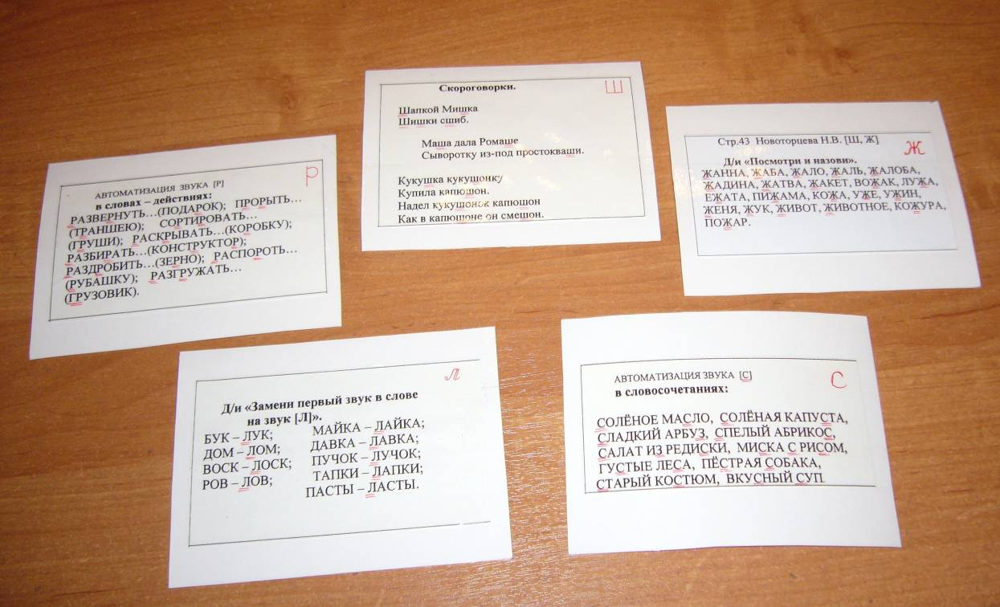 Р
АВТОМАТИЗАЦИЯ ЗВУКА [Р]
в словах – действиях:
РАЗВЕРНУТЬ…(ПОДАРОК); ПРОРЫТЬ…
(ТРАНШЕЮ); СОРТИРОВАТЬ…
(ГРУШИ); РАСКРЫВАТЬ…(КОРОБКУ);
РАЗБИРАТЬ…(КОНСТРУКТОР);
РАЗДРОБИТЬ…(ЗЕРНО); РАСПОРОТЬ…
(РУБАШКУ); РАЗГРУЖАТЬ…
(ГРУЗОВИК).
Ш
Скороговорки.
Шапкой Мишка
Шишки сшиб.
Маша дала Ромаше
Сыворотку из-под простокваши.
Кукушка кукушонку
Купила капюшон.
Надел кукушонок капюшон
Как в капюшоне он смешон.
Стр.43 Новоторцева Н.В. [Ш, Ж]
Ж
Д/и «Посмотри и назови».
ЖАННА, ЖАБА, ЖАЛО, ЖАЛЬ, ЖАЛОБА,
ЖАДИНА, ЖАТВА, ЖАКЕТ, ВОЖАК, ЛУЖА,
ЕЖАТА, ПИЖАМА, КОЖА, УЖЕ, УЖИН,
ЖЕНЯ, ЖУК, ЖИВОТ, ЖИВОТНОЕ, КОЖУРА,
ПОЖАР.
Л
Д/и «Замени первый звук в слове
на звук [Л]».
БУК – ЛУК;
ДОМ – ЛОМ;
ВОСК – ЛОСК;
РОВ – ЛОВ;
МАЙКА – ЛАЙКА;
ДАВКА – ЛАВКА;
ПУЧОК – ЛУЧОК;
ТАПКИ – ЛАПКИ;
ПАСТЫ – ЛАСТЫ.
С
АВТОМАТИЗАЦИЯ ЗВУКА [С]
в словосочетаниях:
СОЛЁНОЕ МАСЛО, СОЛЁНАЯ КАПУСТА,
СЛАДКИЙ АРБУЗ, СПЕЛЫЙ АБРИКОС,
САЛАТ ИЗ РЕДИСКИ, МИСКА С РИСОМ,
ГУСТЫЕ ЛЕСА, ПЁСТРАЯ СОБАКА,
СТАРЫЙ КОСТЮМ, ВКУСНЫЙ СУП